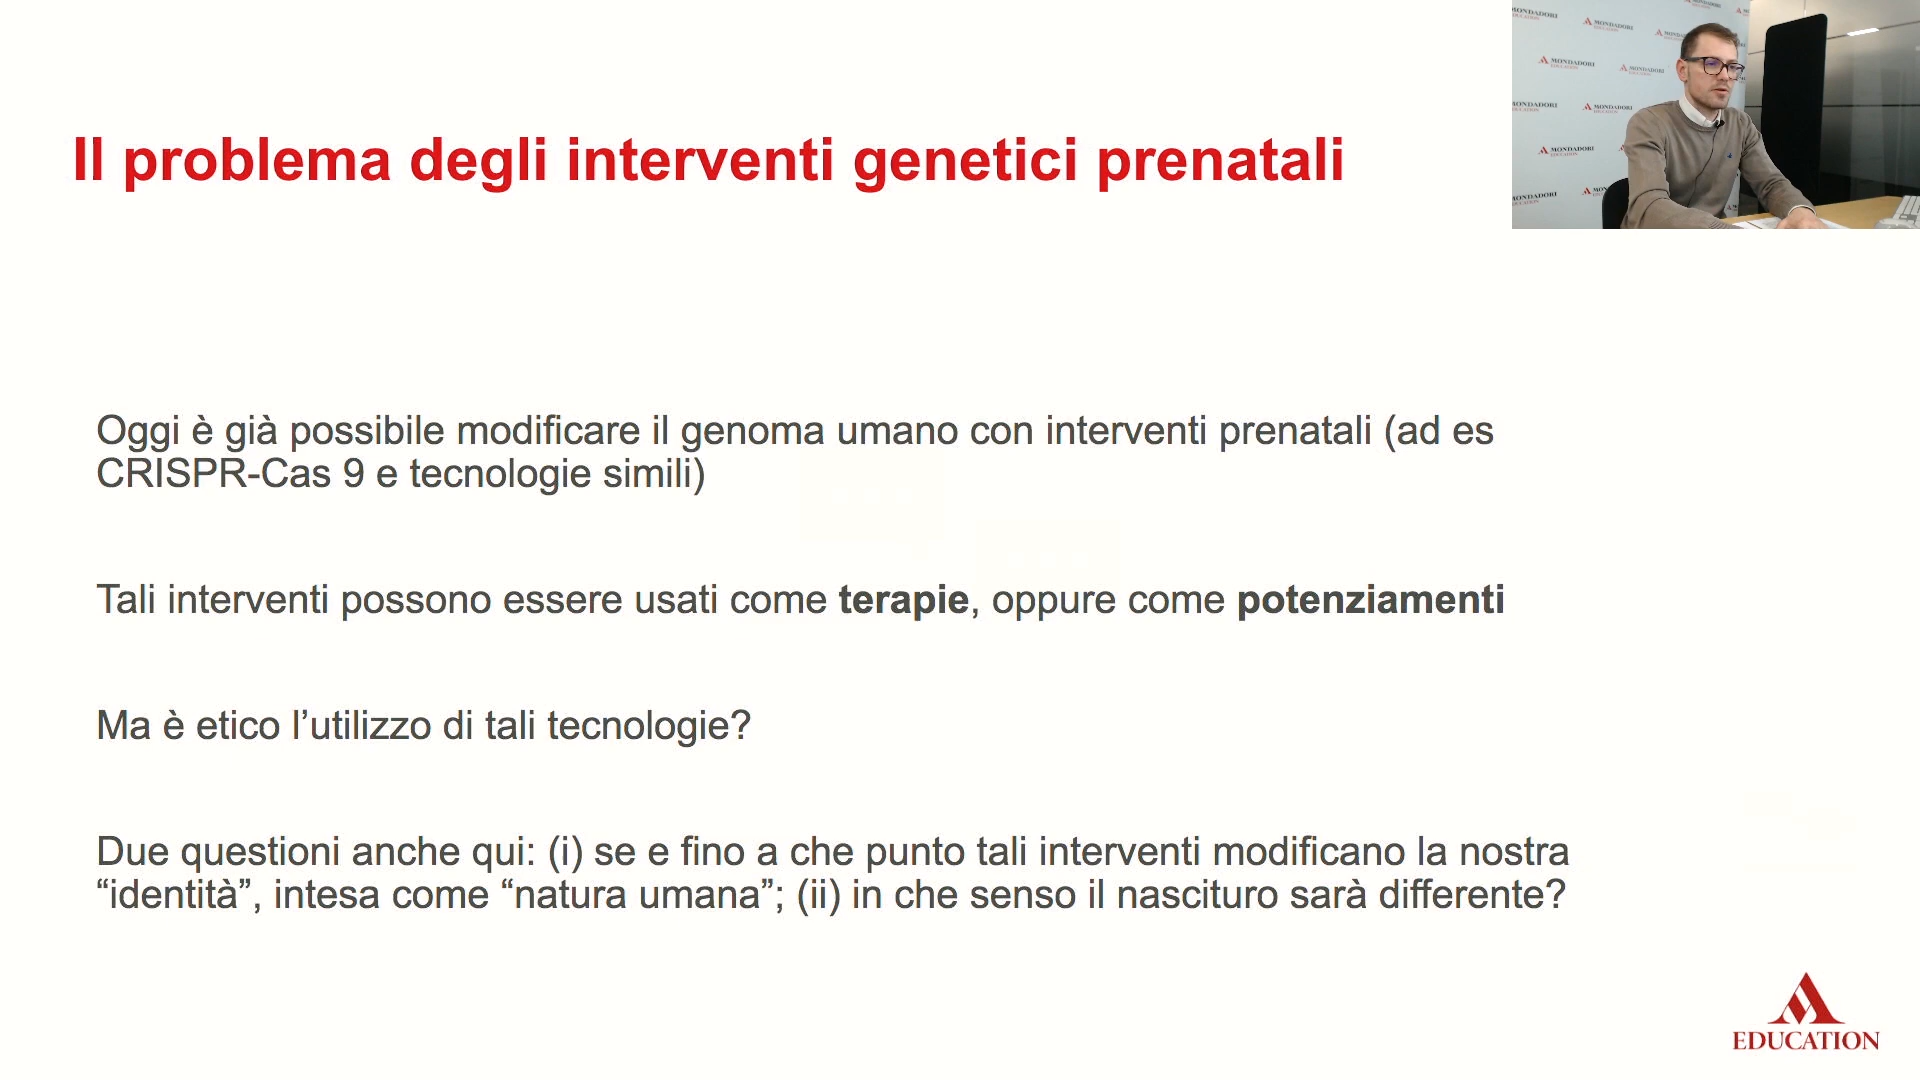 Il problema degli interventi genetici prenatali
Oggi è già possibile modificare il genoma umano con interventi prenatali (ad es
CRISPR-Cas 9 e tecnologie simili)
Tali interventi possono essere usati come terapie, oppure come potenziamenti
Ma è etico l’utilizzo di tali tecnologie?
Due questioni anche qui: (i) se e fino a che punto tali interventi modificano la nostra
“identità”, intesa come “natura umana”; (ii) in che senso il nascituro sarà differente?
EDUCATION
MONDADORI
EDUCATION